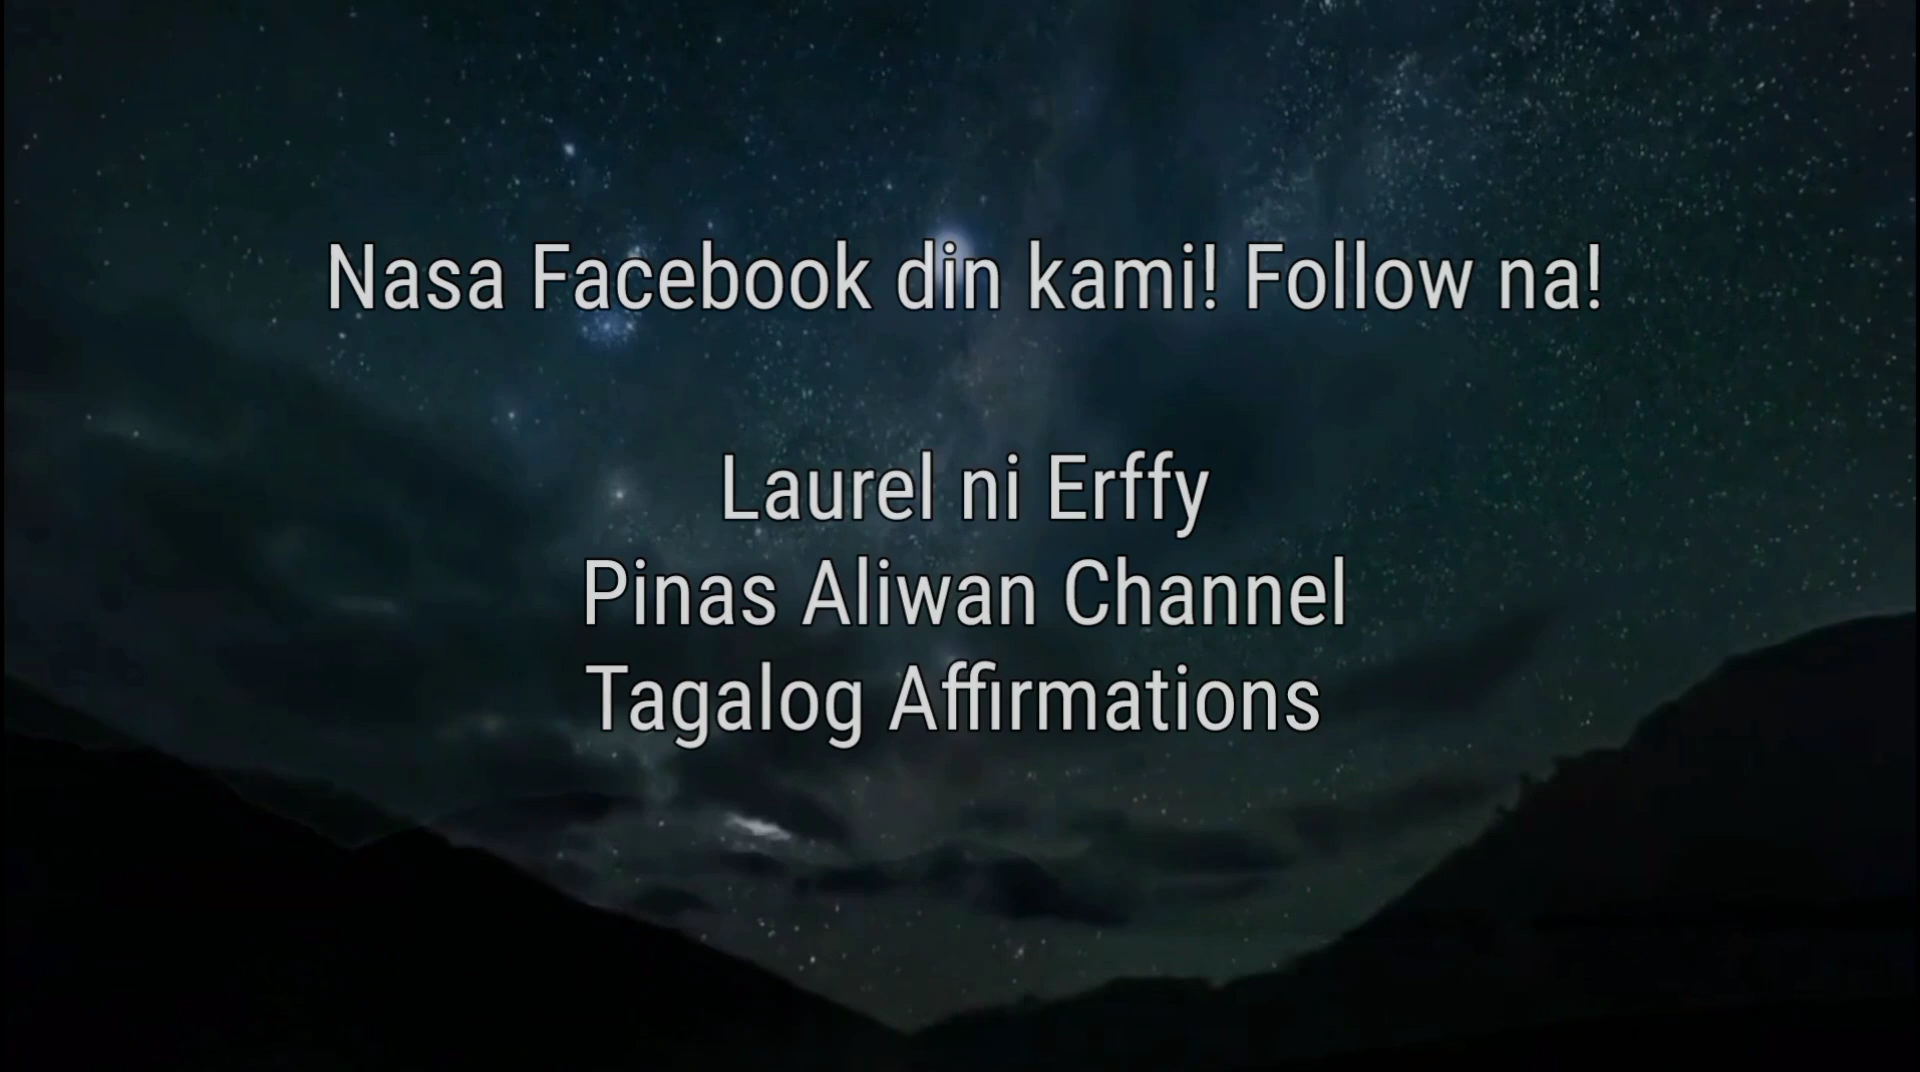 Nasa Facebook din kami! Follow na!
Laurel ni Erffy
Pinas Aliwan Channel
Tagalog Affirmations